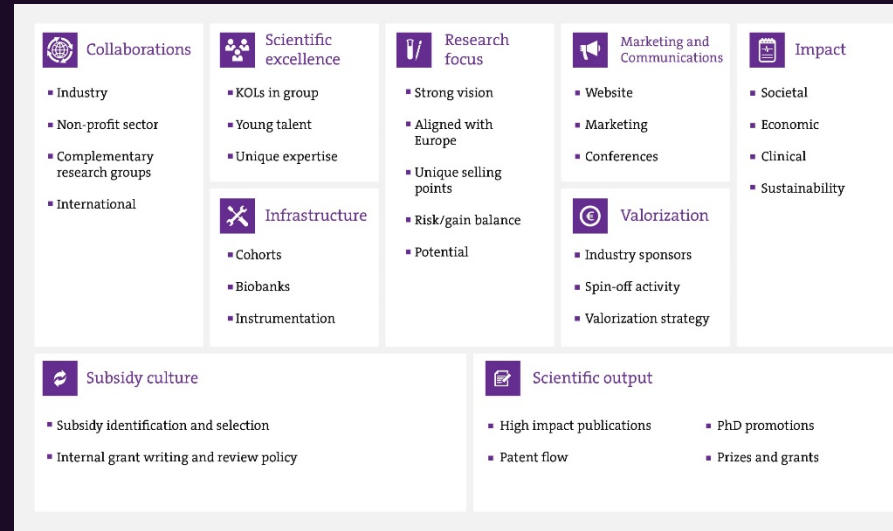 Collaborations
Industry
Non-profit sector
Complementary
research groups
International
Scientific
excellence
KOLs in group
Young talent
Unique expertise
Infrastructure
Cohorts
Biobanks
Instrumentation
Research
focus
Strong vision
Aligned with
Europe
Unique selling
points
Risk/gain balance
Potential
Marketing and
Communications
Website
Marketing
Conferences
Valorization
Industry sponsors
Spin-off activity
Valorization strategy
Impact
Societal
Economic
Clinical
Sustainability
Subsidy culture
Subsidy identification and selection
Internal grant writing and review policy
Scientific output
High impact publications
Patent flow
PhD promotions
Prizes and grants